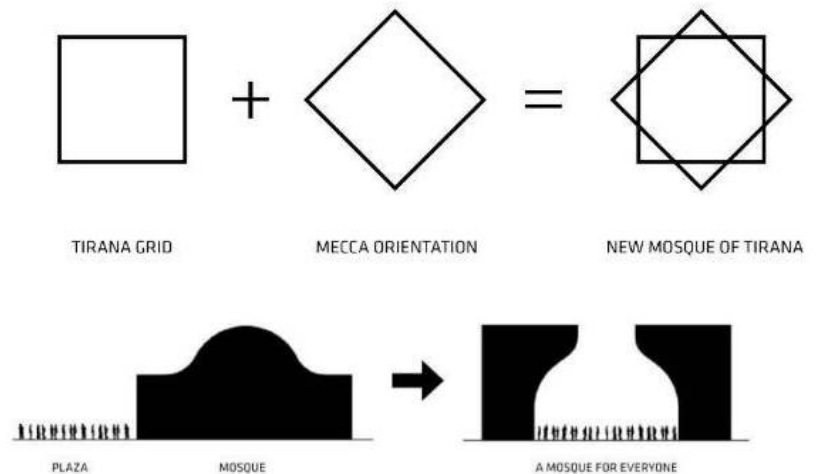 TIRANA GRID
MECCA ORIENTATION
NEW MOSQUE OF TIRANA
PLAZA
MOSQUE
A MOSQUE FOR EVERYONE